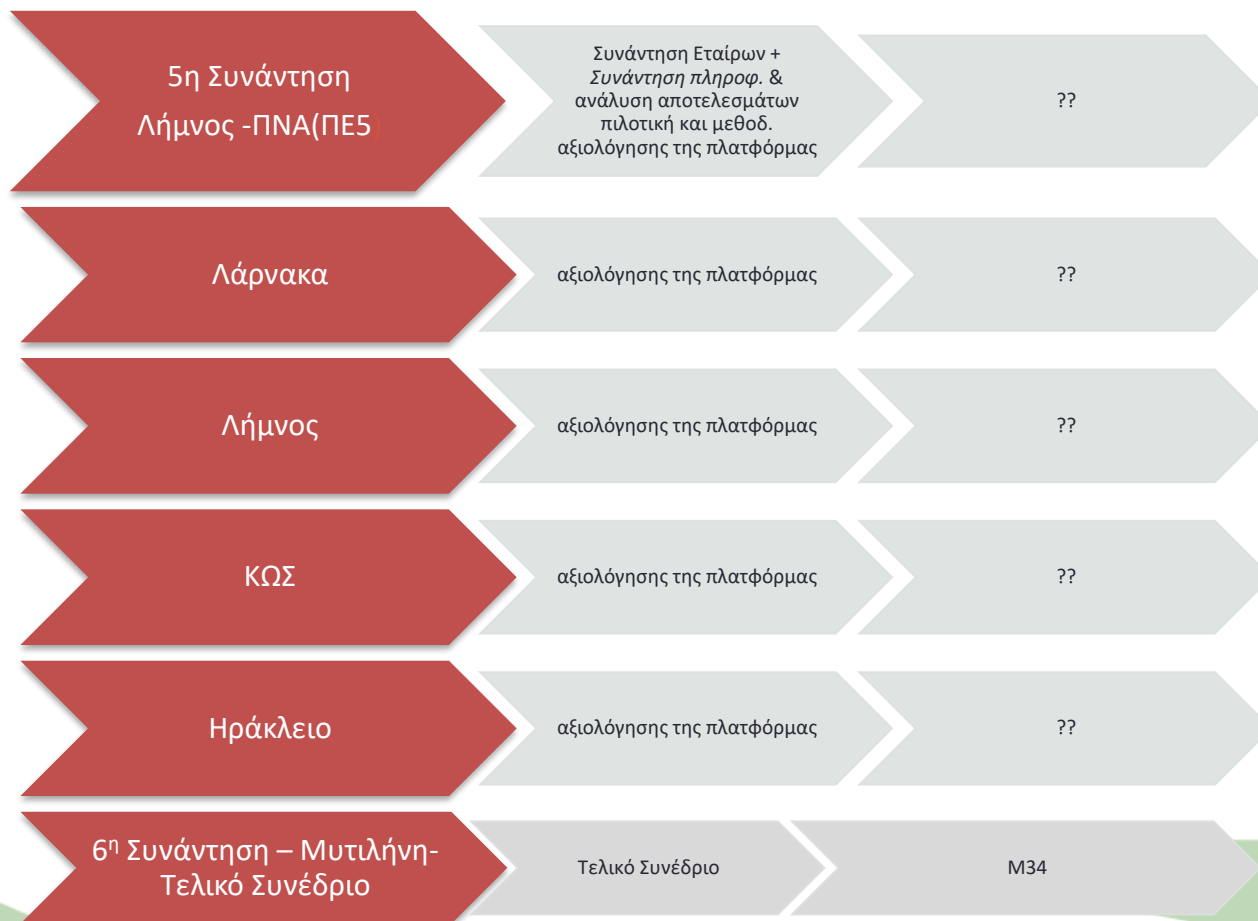 5η Συνάντηση
Λήμνος -ΠΝΑ(ΠΕ5)
Συνάντηση Εταίρων +
Συνάντηση πληροφ. &
ανάλυση αποτελεσμάτων
πιλοτική και μεθοδ.
αξιολόγησης της πλατφόρμας
??
Λάρνακα
αξιολόγησης της πλατφόρμας
??
Λήμνος
αξιολόγησης της πλατφόρμας
??
ΚΩΣ
αξιολόγησης της πλατφόρμας
??
Ηράκλειο
αξιολόγησης της πλατφόρμας
??
6η Συνάντηση – Μυτιλήνη-
Τελικό Συνέδριο
Τελικό Συνέδριο
Μ34